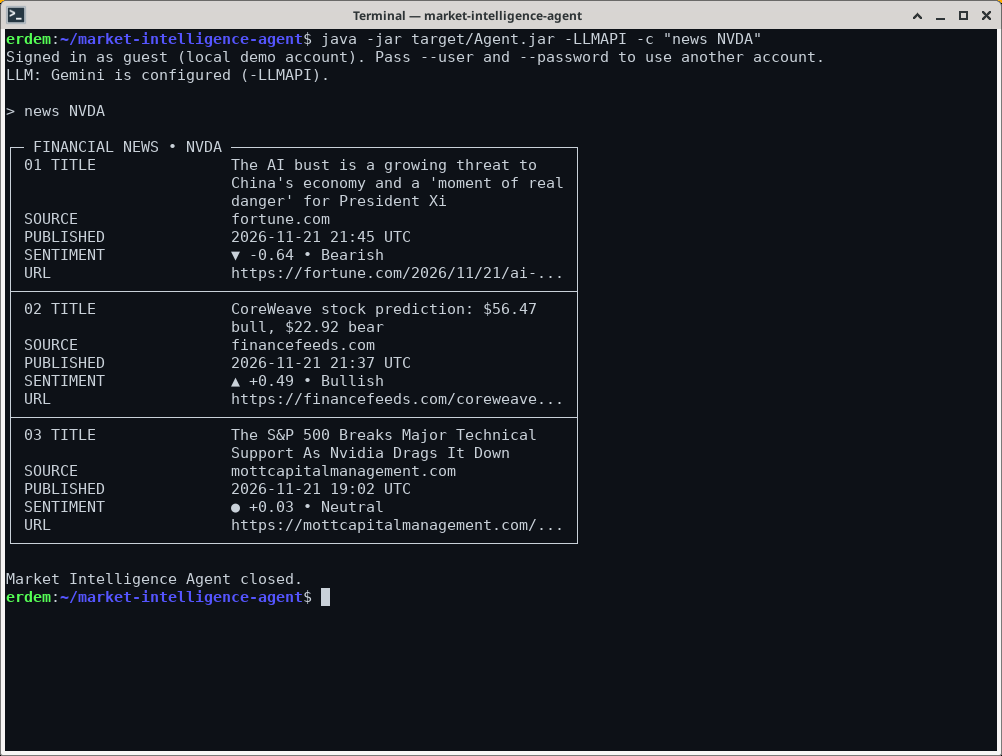 Terminal — market-intelligence-agent
erdem:~/market-intelligence-agent$ java -jar target/Agent.jar -LLMAPI -c "news NVDA"
Signed in as guest (local demo account). Pass --user and --password to use another account.
LLM: Gemini is configured (-LLMAPI).
> news NVDA
FINANCIAL NEWS • NVDA
01 TITLE The AI bust is a growing threat to
China's economy and a 'moment of real
danger' for President Xi
SOURCE fortune.com
PUBLISHED 2026-11-21 21:45 UTC
SENTIMENT ▼ -0.64 • Bearish
URL https://fortune.com/2026/11/21/ai-...
02 TITLE CoreWeave stock prediction: $56.47
bull, $22.92 bear
SOURCE financefeeds.com
PUBLISHED 2026-11-21 21:37 UTC
SENTIMENT ▲ +0.49 • Bullish
URL https://financefeeds.com/coreweave...
03 TITLE The S&P 500 Breaks Major Technical
Support As Nvidia Drags It Down
SOURCE mottcapitalmanagement.com
PUBLISHED 2026-11-21 19:02 UTC
SENTIMENT ● +0.03 • Neutral
URL https://mottcapitalmanagement.com/...
Market Intelligence Agent closed.
erdem:~/market-intelligence-agent$